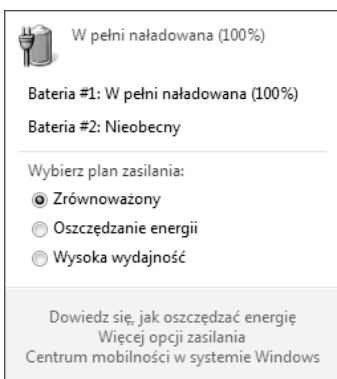 W pełni naładowana (100%)
Bateria #1: W pełni naładowana (100%)
Bateria #2: Nieobecny
Wybierz plan zasilania:
Zrównoważony
Oszczędzanie energii
Wysoka wydajność
Dowiedz się, jak oszczędzać energię
Więcej opcji zasilania
Centrum mobilności w systemie Windows